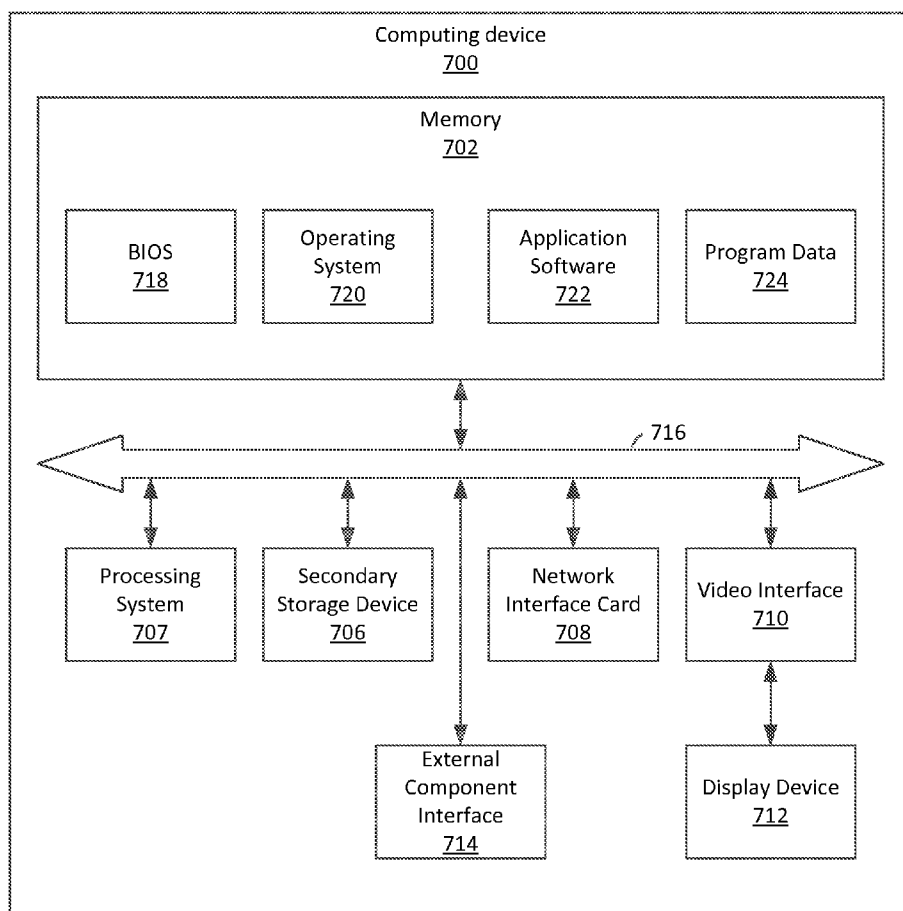 Computing device
700
Memory
702
BIOS
718
Operating
System
720
Application
Software
722
Program Data
724
716
Processing
System
707
Secondary
Storage Device
706
Network
Interface Card
708
Video Interface
710
External
Component
Interface
714
Display Device
712